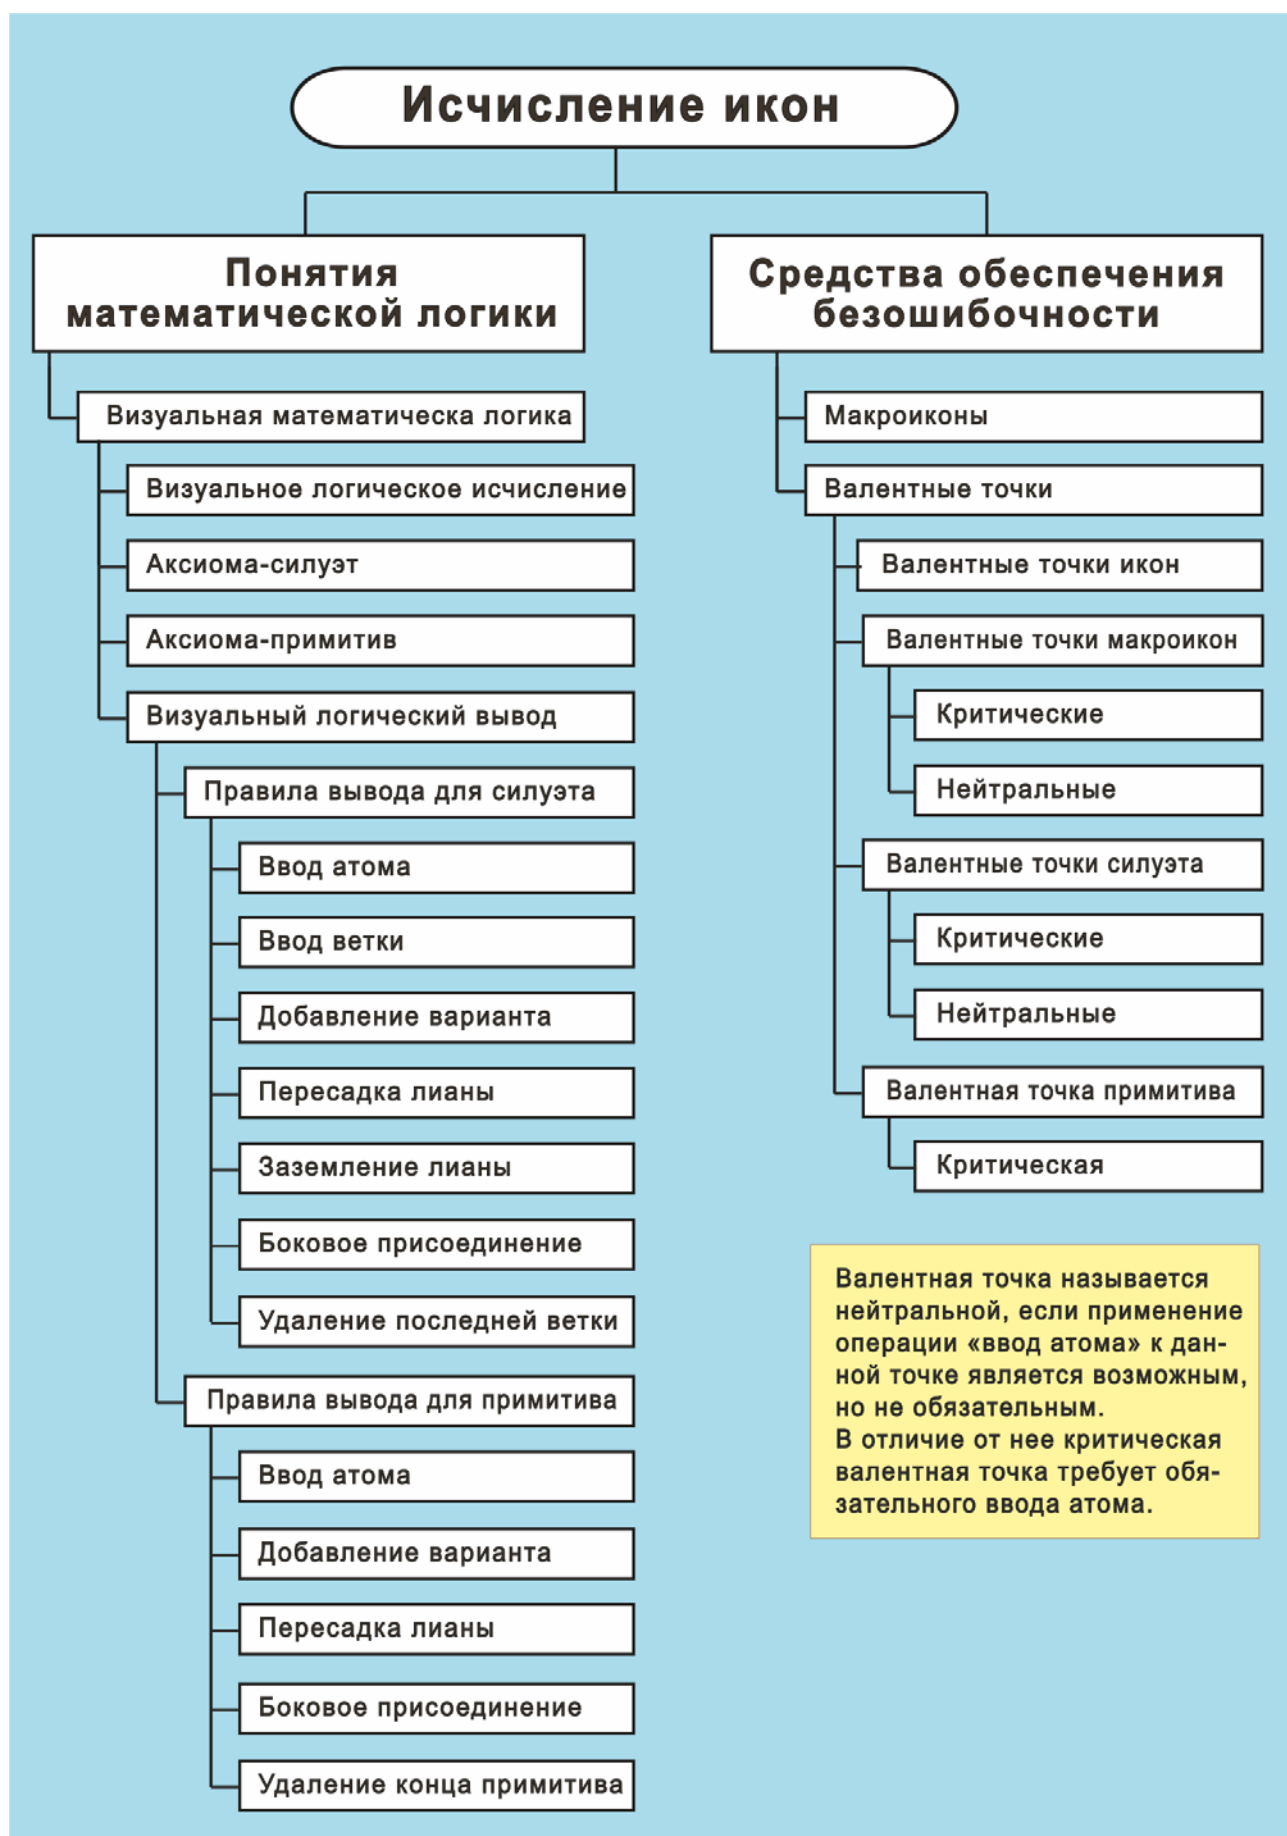 Исчисление икон
Понятия
математической логики
Визуальная математическа логика
Визуальное логическое исчисление
Аксиома-силуэт
Аксиома-примитив
Визуальный логический вывод
Правила вывода для силуэта
Ввод атома
Ввод ветки
Добавление варианта
Пересадка лианы
Заземление лианы
Боковое присоединение
Удаление последней ветки
Правила вывода для примитива
Ввод атома
Добавление варианта
Пересадка лианы
Боковое присоединение
Удаление конца примитива
Средства обеспечения
безошибочности
Макроиконы
Валентные точки
Валентные точки икон
Валентные точки макроикон
Критические
Нейтральные
Валентные точки силуэта
Критические
Нейтральные
Валентная точка примитива
Критическая
Валентная точка называется
нейтральной, если применение
операции «ввод атома» к дан-
ной точке является возможным,
но не обязательным.
В отличие от нее критическая
валентная точка требует обя-
зательного ввода атома.